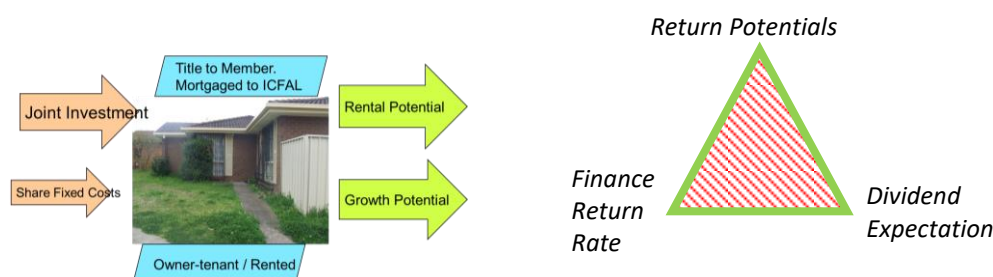 Title to Member.
Mortgaged to ICFAL
Joint Investment
Share Fixed Costs
Rental Potential
Growth Potential
Owner-tenant / Rented
Return Potentials
Finance
Return
Rate
Dividend
Expectation